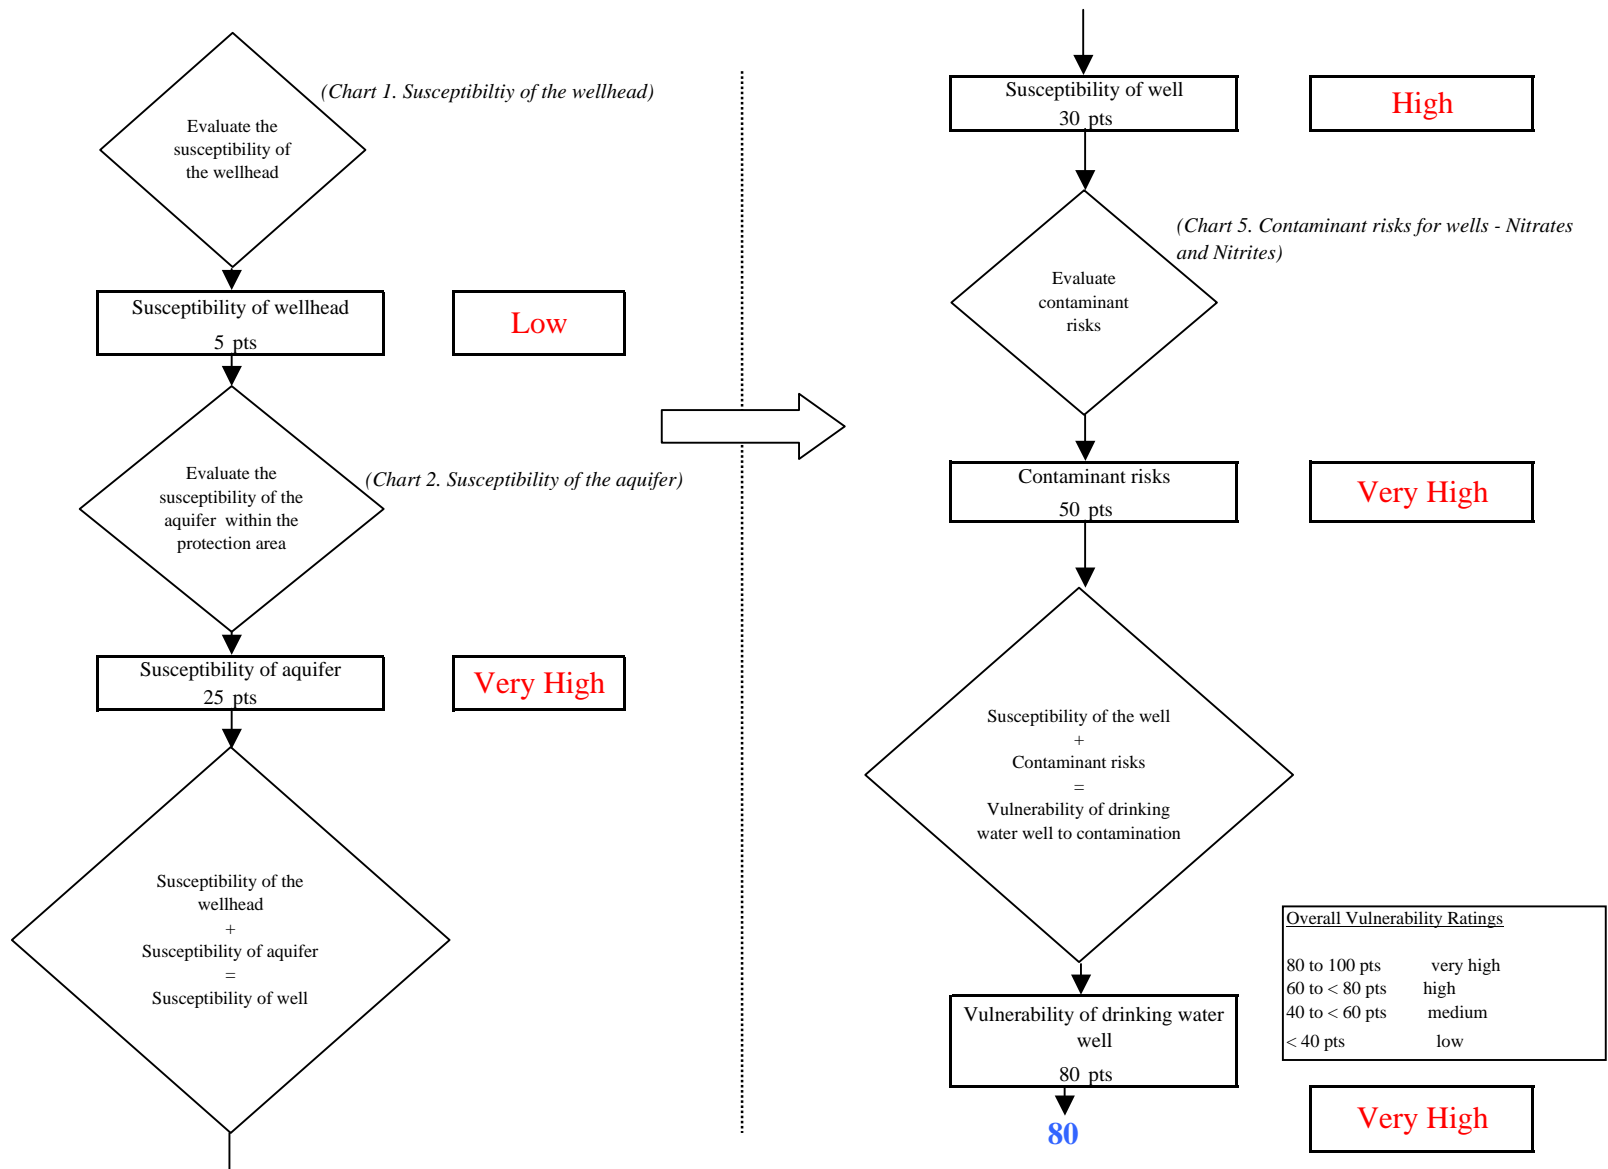 (Chart 1. Susceptibiltiy of the wellhead)
Evaluate the
susceptibility of
the wellhead
Susceptibility of wellhead
5 pts
Low
Evaluate the
susceptibility of the
aquifer within the
protection area
(Chart 2. Susceptibility of the aquifer)
Susceptibility of aquifer
25 pts
Very High
Susceptibility of the
wellhead
+
Susceptibility of aquifer
=
Susceptibility of well
Susceptibility of well
30 pts
High
(Chart 5. Contaminant risks for wells - Nitrates
and Nitrites)
Evaluate
contaminant
risks
Contaminant risks
50 pts
Very High
Susceptibility of the well
+
Contaminant risks
=
Vulnerability of drinking
water well to contamination
Overall Vulnerability Ratings
80 to 100 pts very high
60 to < 80 pts high
40 to < 60 pts medium
< 40 pts low
Vulnerability of drinking water
well
80 pts
80
Very High